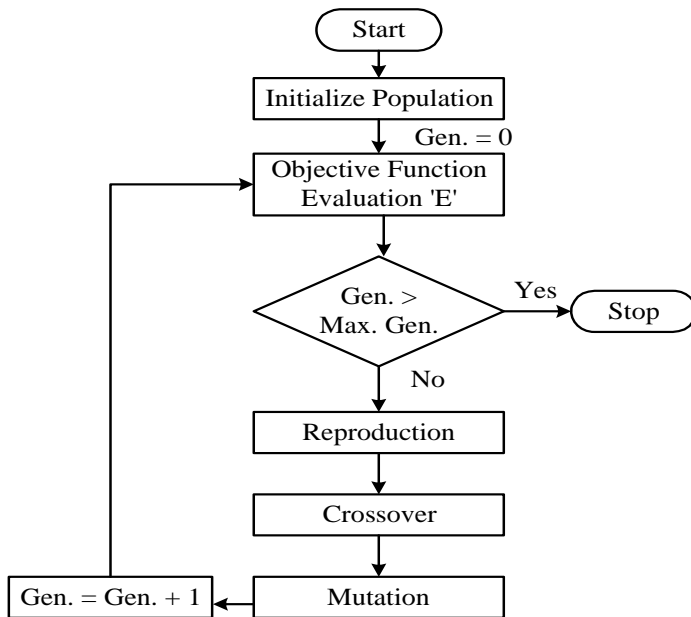 Start
Initialize Population
Gen. = 0
Objective Function
Evaluation 'E'
Gen. >
Max. Gen.
Yes
Stop
No
Reproduction
Crossover
Mutation
Gen. = Gen. + 1